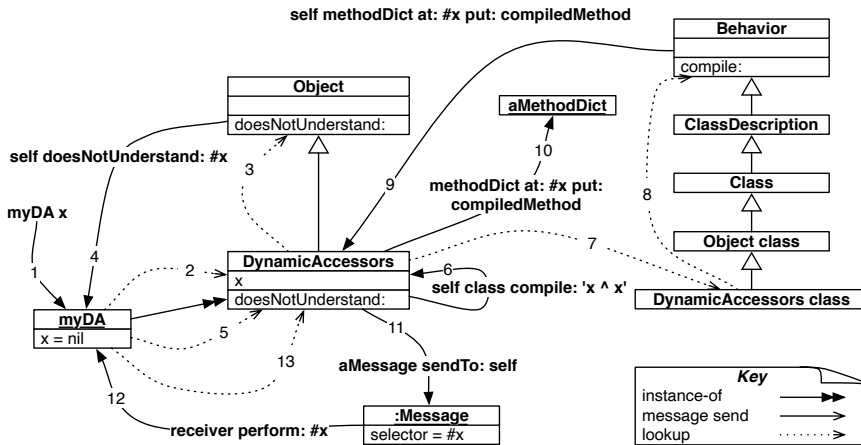 self methodDict at: #x put: compiledMethod
Behavior
compile:
Object
doesNotUnderstand:
aMethodDict
ClassDescription
self doesNotUnderstand: #x
3
10
9
methodDict at: #x put:
compiledMethod
8
Class
myDA x
4
1
2
DynamicAccessors
x
doesNotUnderstand:
6
7
Object class
self class compile: 'x ^ x'
DynamicAccessors class
myDA
x = nil
5
11
13
12
aMessage sendTo: self
receiver perform: #x
:Message
selector = #x
Key
instance-of
message send
lookup